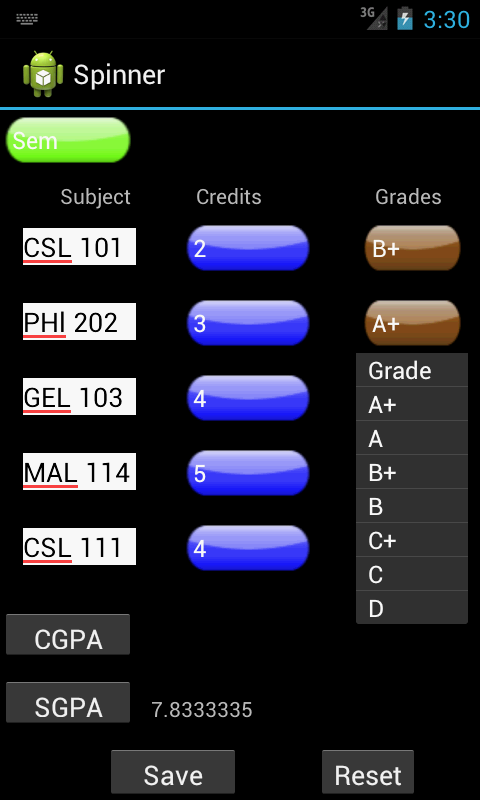 3G 3:30
Spinner
Sem
Subject Credits Grades
CSL 101 2 B+
PHl 202 3 A+
Grade
GEL 103 4 A+
A
MAL 114 5 B+
B
CSL 111 4 C+
C
D
CGPA
SGPA 7.8333335
Save Reset